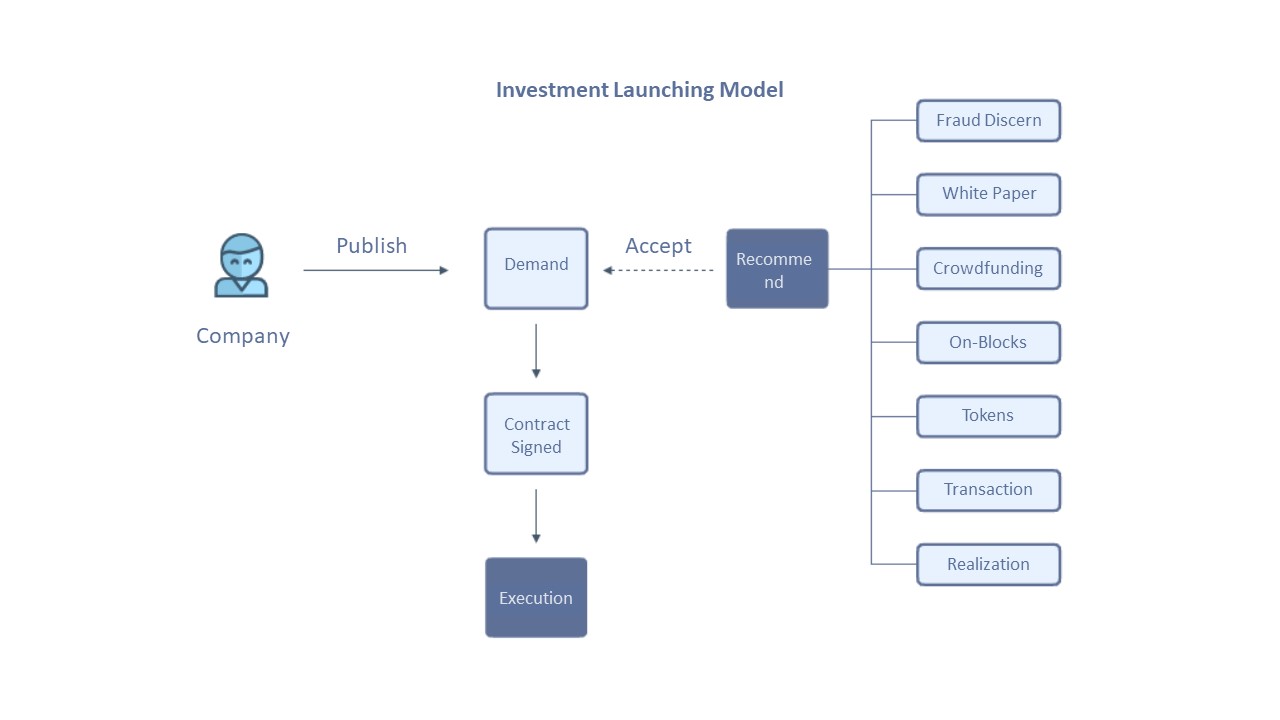 Investment Launching Model
Publish
Company
Demand
Accept
Recomme
nd
Contract
Signed
Execution
Fraud Discern
White Paper
Crowdfunding
On-Blocks
Tokens
Transaction
Realization